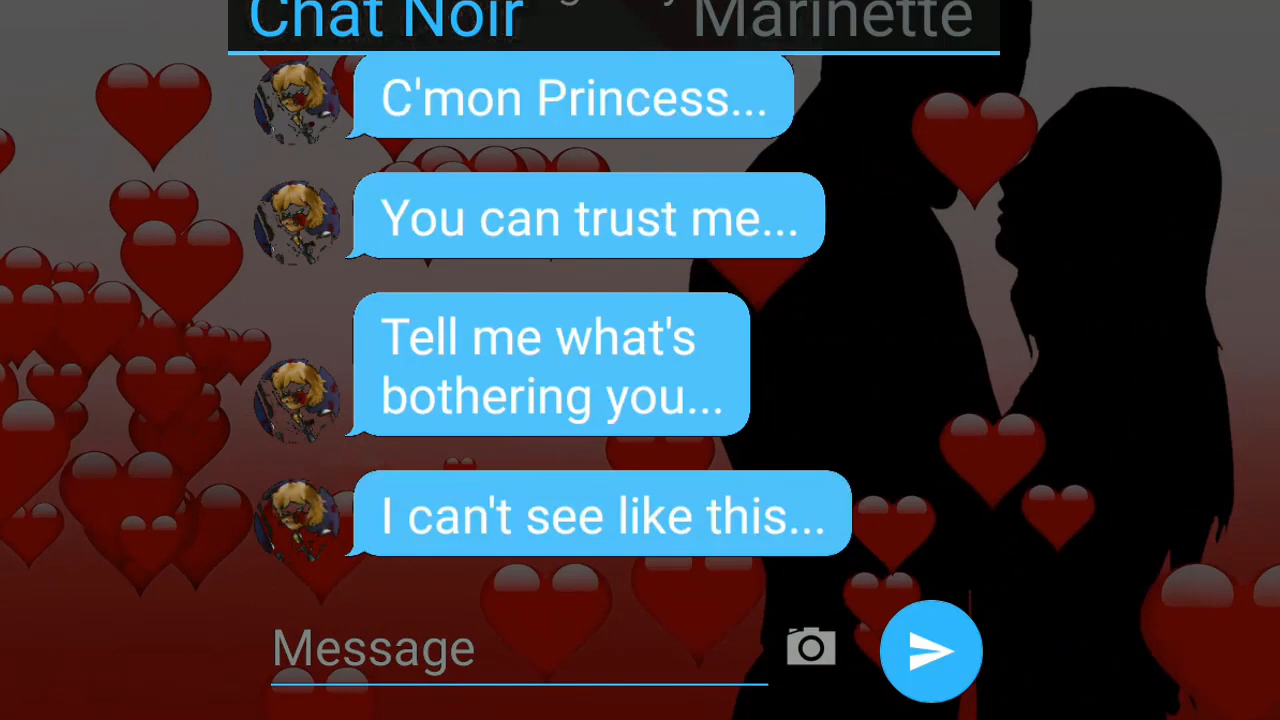 Chat Noir Marinette
C'mon Princess...
You can trust me...
Tell me what's
bothering you...
I can't see like this...
Message